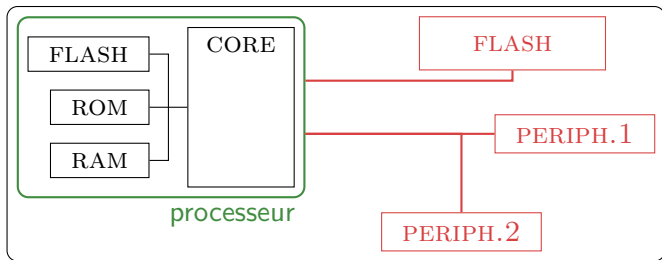 FLASH
ROM
RAM
CORE
processeur
FLASH
PERIPH.1
PERIPH.2